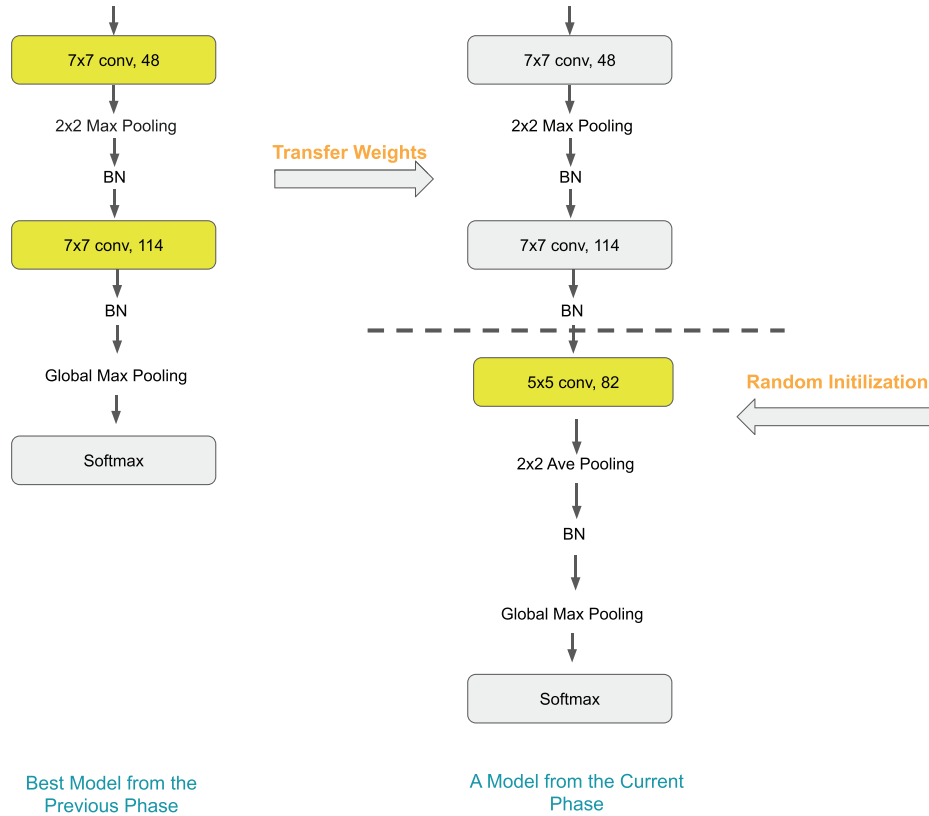 7x7 conv, 48
2x2 Max Pooling
BN
7x7 conv, 114
BN
Global Max Pooling
Softmax
Best Model from the
Previous Phase
Transfer Weights
7x7 conv, 48
2x2 Max Pooling
BN
7x7 conv, 114
BN
5x5 conv, 82
2x2 Ave Pooling
BN
Global Max Pooling
Softmax
A Model from the Current
Phase
Random Initilization